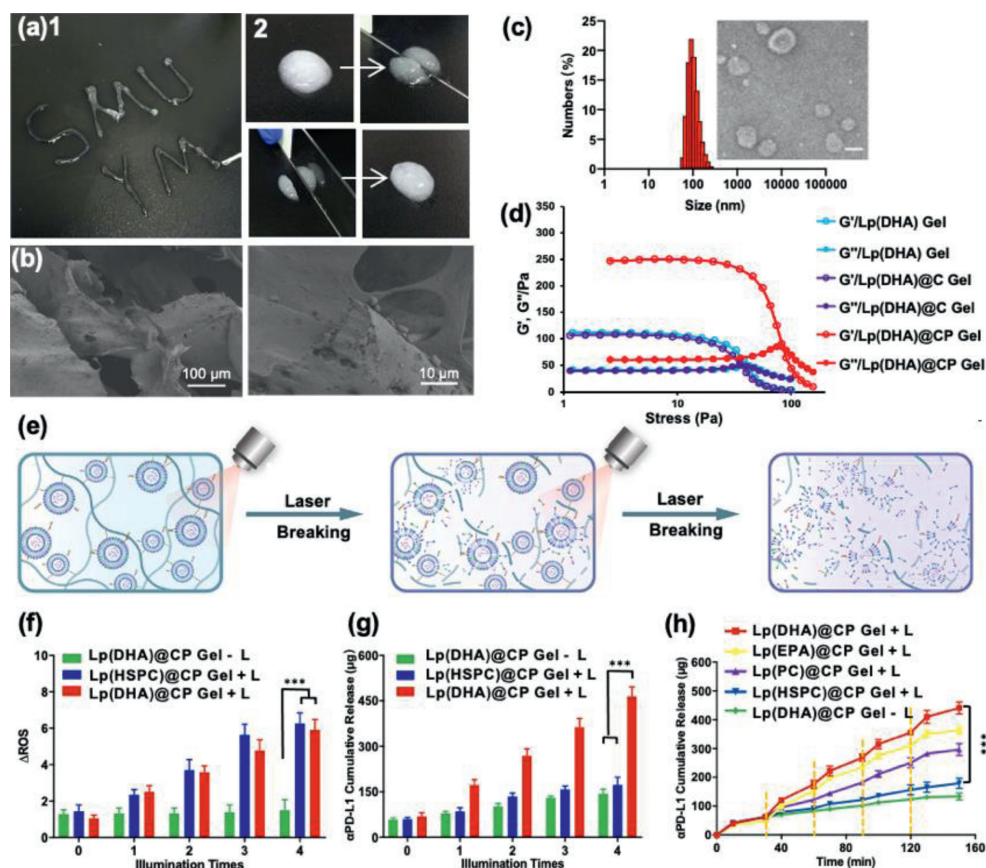 (a)1
SMU
YM
2
(b)
100 µm
10 µm
(c)
Numbers (%)
25
20
15
10
5
0
1 10 100 1000 10000 100000
Size (nm)
(d)
G', G''/Pa
350
300
250
200
150
100
50
0
1 10 100
Stress (Pa)
G'/Lp(DHA) Gel
G''/Lp(DHA) Gel
G'/Lp(DHA)@C Gel
G''/Lp(DHA)@C Gel
G'/Lp(DHA)@CP Gel
G''/Lp(DHA)@CP Gel
(e)
Laser
Breaking
Laser
Breaking
(f)
Lp(DHA)@CP Gel - L
Lp(HSPC)@CP Gel + L
Lp(DHA)@CP Gel + L
ΔROS
10
8
6
4
2
0
***
0 1 2 3 4
Illumination Times
(g)
Lp(DHA)@CP Gel - L
Lp(HSPC)@CP Gel + L
Lp(DHA)@CP Gel + L
αPD-L1 Cumulative Release (µg)
600
450
300
150
0
***
0 1 2 3 4
Illumination Times
(h)
Lp(DHA)@CP Gel + L
Lp(EPA)@CP Gel + L
Lp(PC)@CP Gel + L
Lp(HSPC)@CP Gel + L
Lp(DHA)@CP Gel - L
αPD-L1 Cumulative Release (µg)
600
500
400
300
200
100
0
***
0 40 80 120 160
Time (min)